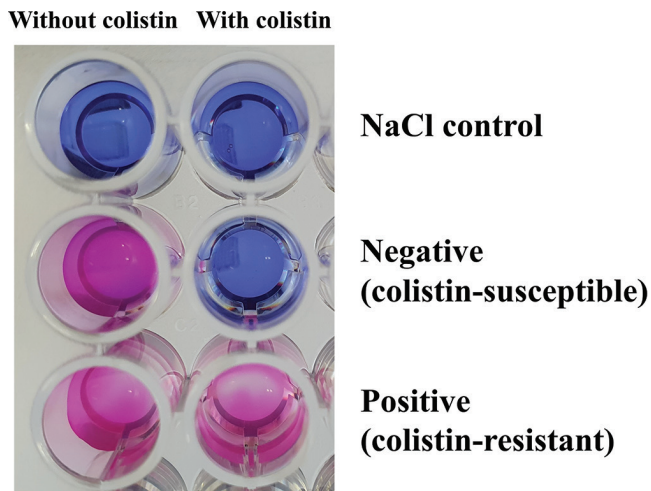 Without colistin With colistin
NaCl control
Negative
(colistin-susceptible)
Positive
(colistin-resistant)